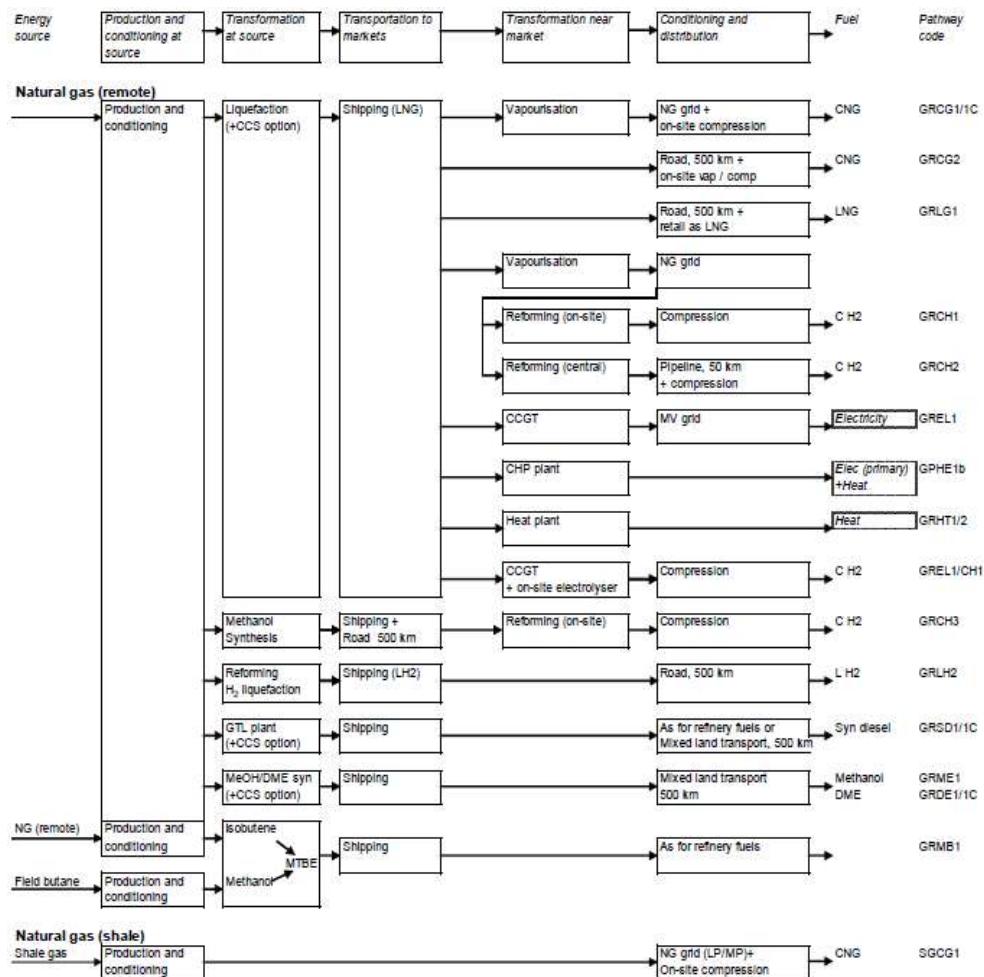 Energy source
Production and conditioning at source
Transformation at source
Transportation to markets
Transformation near market
Conditioning and distribution
Fuel
Pathway code
Natural gas (remote)
Production and conditioning
Liquefaction (+CCS option)
Shipping (LNG)
Vapourisation
NG grid + on-site compression
CNG
GRCG1/1C
Road, 500 km + on-site vap / comp
CNG
GRCG2
Road, 500 km + retail as LNG
LNG
GRLG1
Vapourisation
NG grid
Reforming (on-site)
Compression
C H2
GRCH1
Reforming (central)
Pipeline, 50 km + compression
C H2
GRCH2
CCGT
MV grid
Electricity
GREL1
CHP plant
Elec (primary) +Heat
GPHE1b
Heat plant
Heat
GRHT1/2
CCGT + on-site electrolyser
Compression
C H2
GREL1/CH1
Methanol Synthesis
Shipping + Road 500 km
Reforming (on-site)
Compression
C H2
GRCH3
Reforming H2 liquefaction
Shipping (LH2)
Road, 500 km
L H2
GRLH2
GTL plant (+CCS option)
Shipping
As for refinery fuels or Mixed land transport, 500 km
Syn diesel
GRSD1/1C
MeOH/DME syn (+CCS option)
Shipping
Mixed land transport 500 km
Methanol DME
GRME1 GRDE1/1C
NG (remote)
Production and conditioning
Isobutene
MTBE
Shipping
As for refinery fuels
GRMB1
Field butane
Production and conditioning
Methanol
Natural gas (shale)
Shale gas
Production and conditioning
NG grid (LP/MP)+ On-site compression
CNG
SGCG1